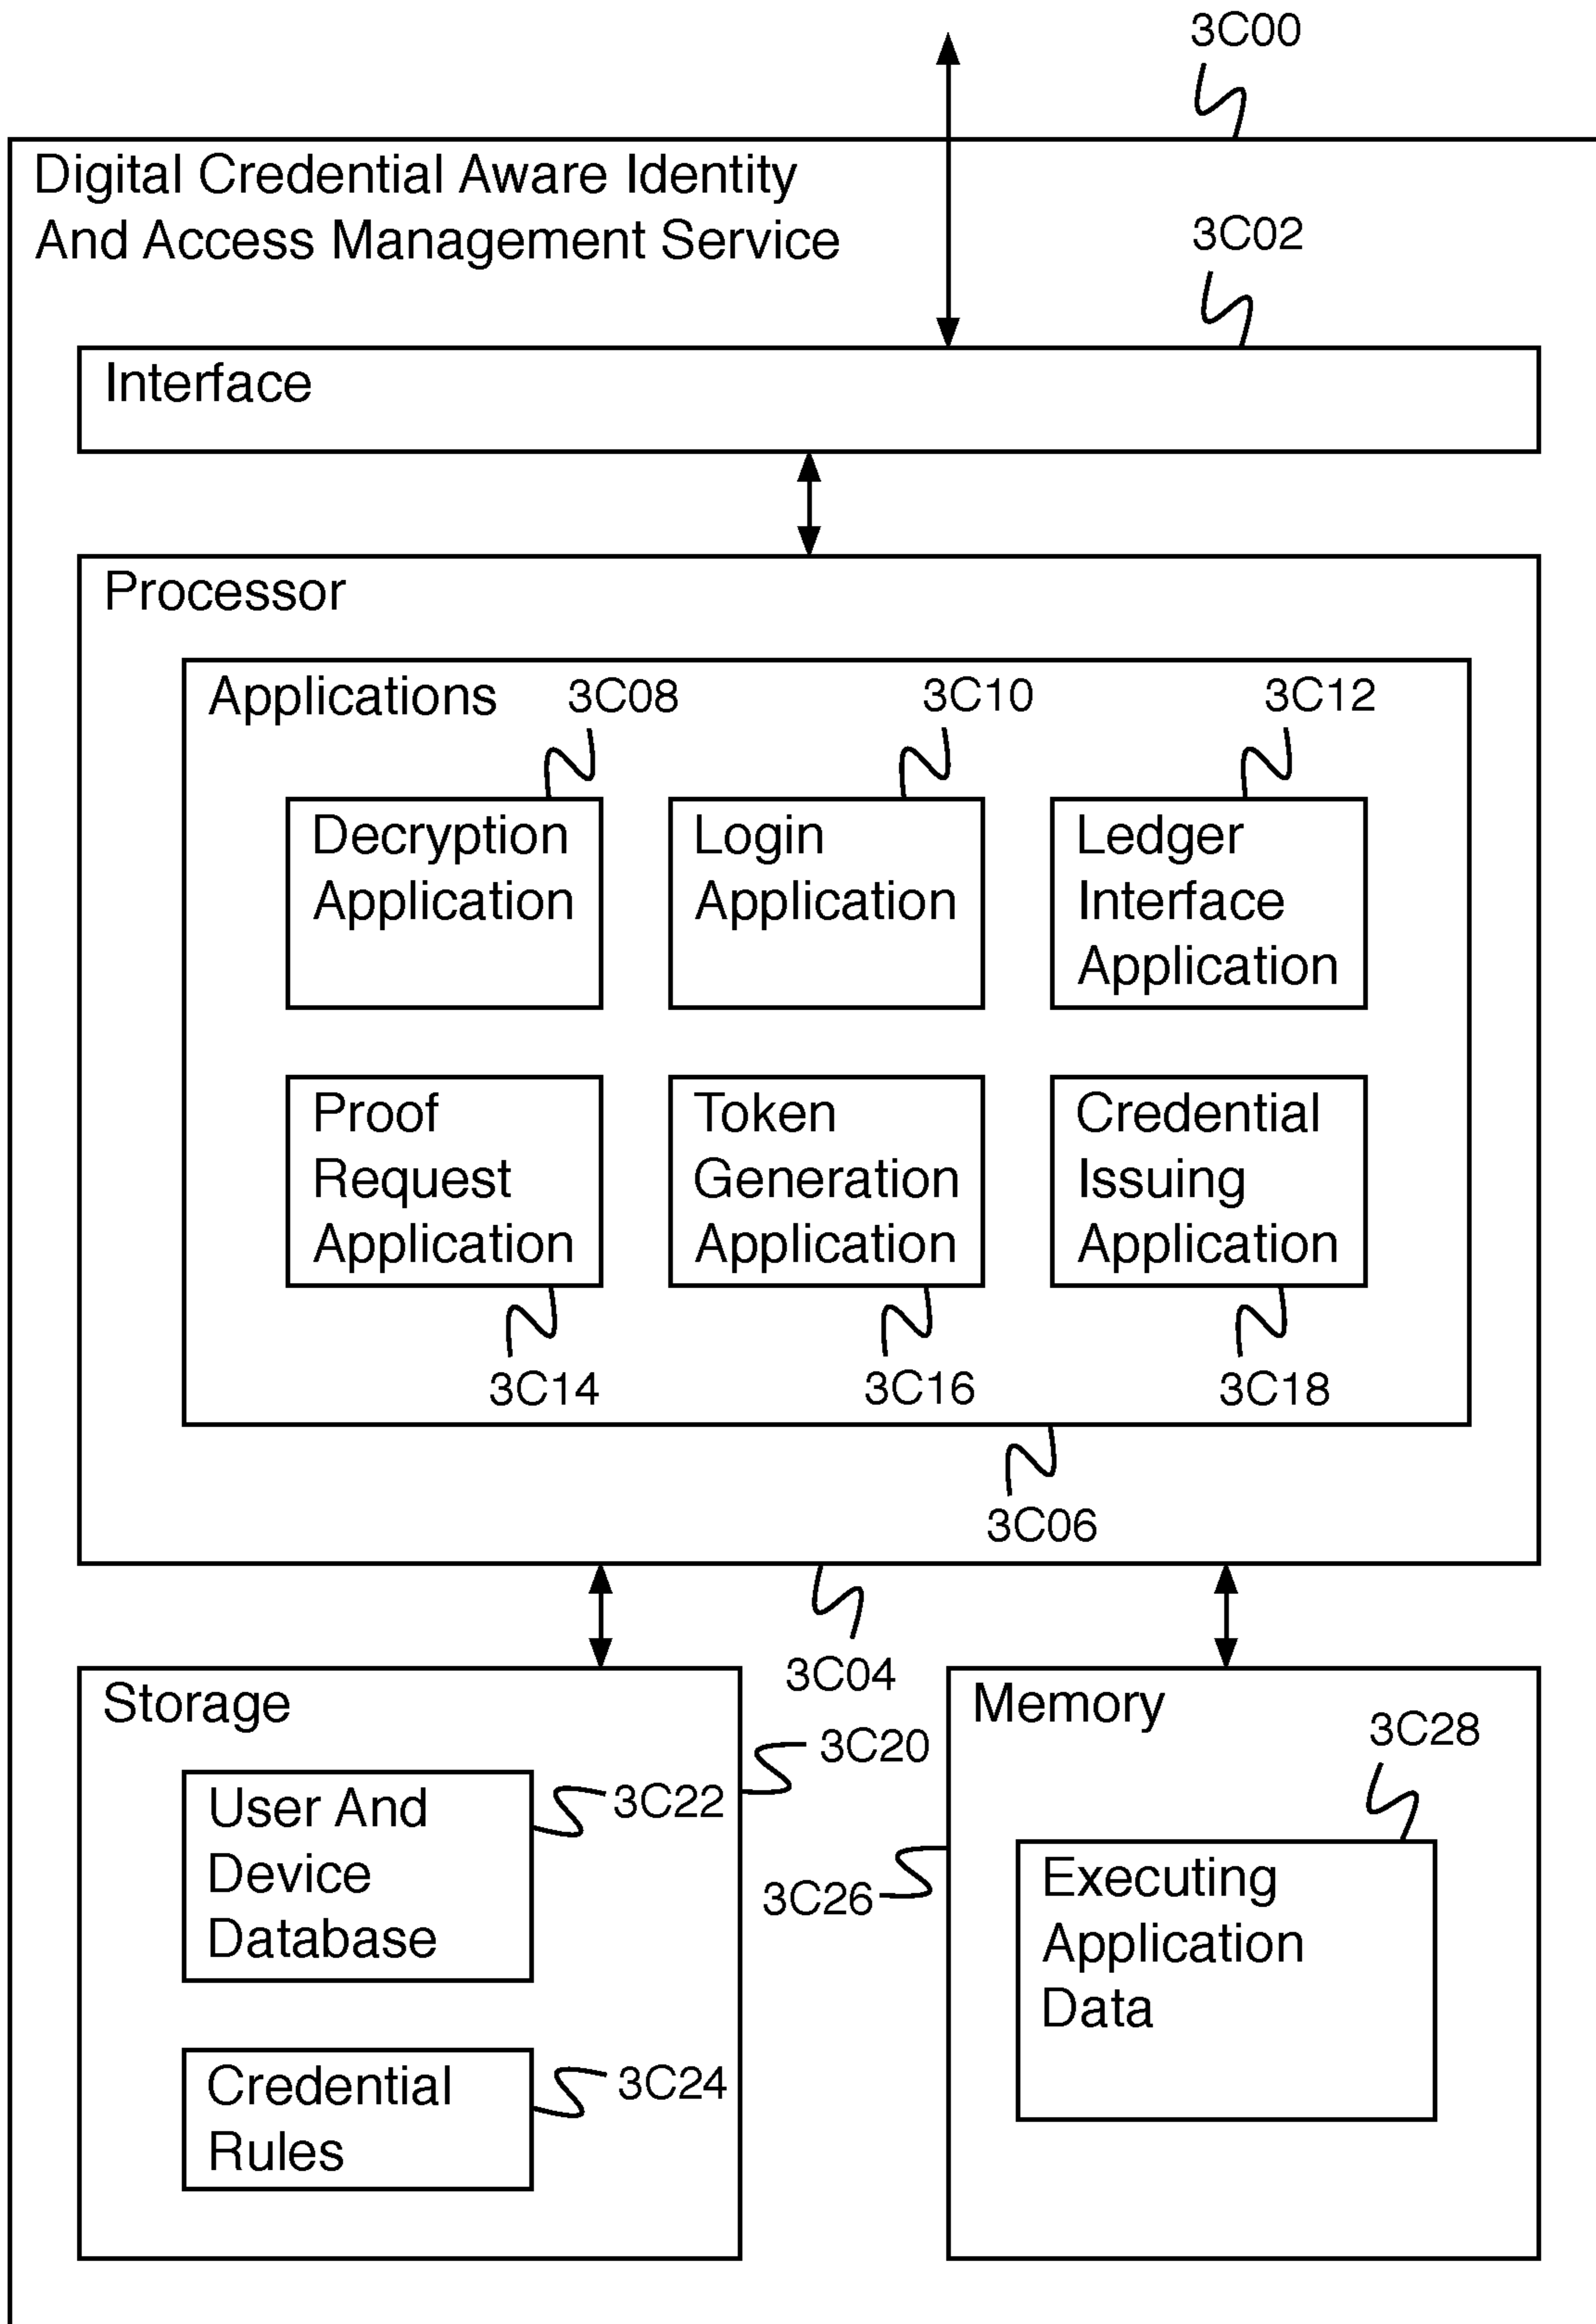 3C00
Digital Credential Aware Identity
And Access Management Service
3C02
Interface
Processor
Applications
3C08
3C10
3C12
Decryption
Application
Login
Application
Ledger
Interface
Application
Proof
Request
Application
Token
Generation
Application
Credential
Issuing
Application
3C14
3C16
3C18
3C06
3C04
Storage
3C20
User And
Device
Database
3C22
Credential
Rules
3C24
Memory
3C28
3C26
Executing
Application
Data